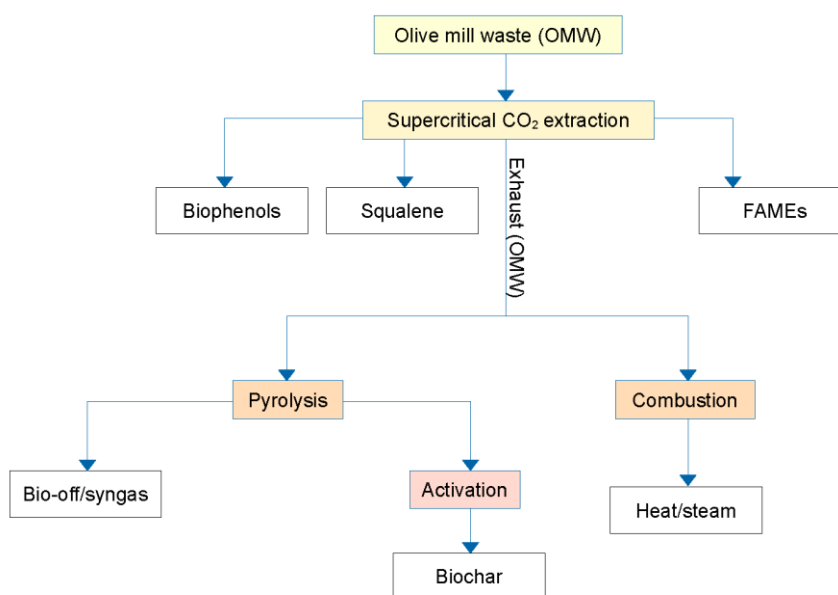 Olive mill waste (OMW)
Supercritical CO₂ extraction
Biophenols
Squalene
Exhaust (OMW)
FAMEs
Pyrolysis
Combustion
Bio-off/syngas
Activation
Heat/steam
Biochar